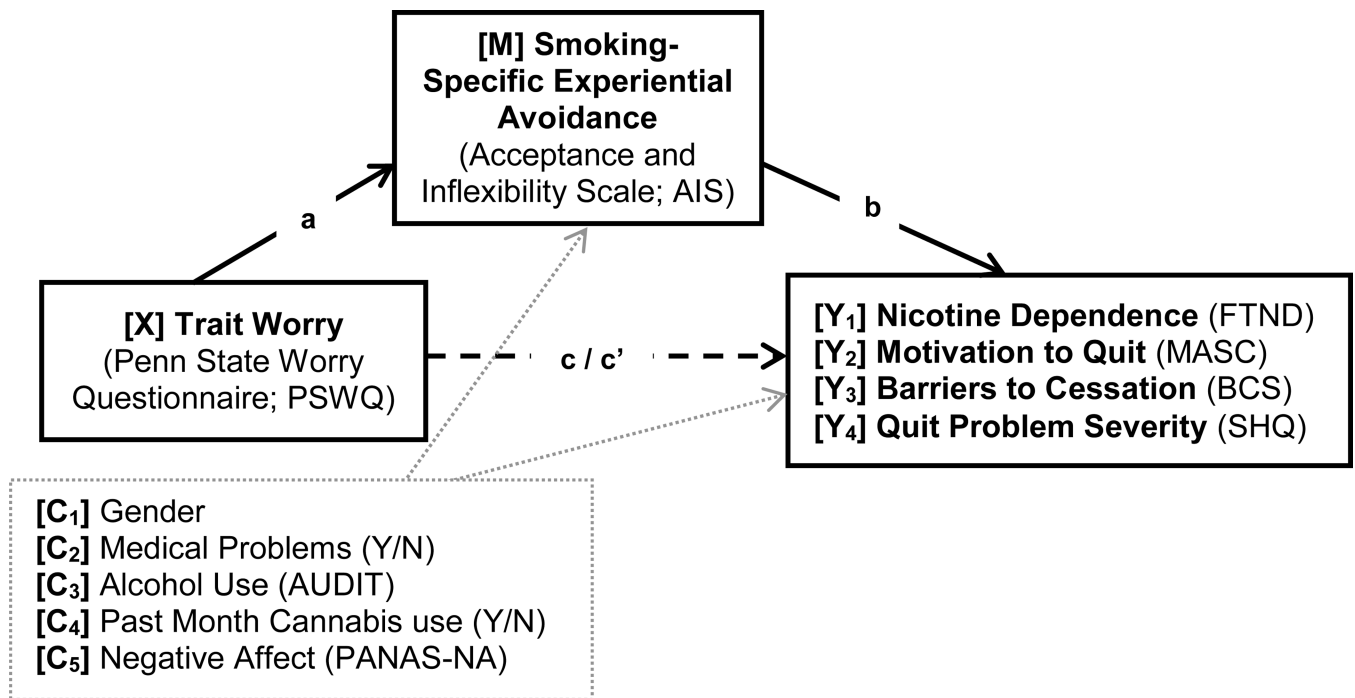 [M] Smoking-
Specific Experiential
Avoidance
(Acceptance and
Inflexibility Scale; AIS)
a
b
[X] Trait Worry
(Penn State Worry
Questionnaire; PSWQ)
c / c’
[Y₁] Nicotine Dependence (FTND)
[Y₂] Motivation to Quit (MASC)
[Y₃] Barriers to Cessation (BCS)
[Y₄] Quit Problem Severity (SHQ)
[C₁] Gender
[C₂] Medical Problems (Y/N)
[C₃] Alcohol Use (AUDIT)
[C₄] Past Month Cannabis use (Y/N)
[C₅] Negative Affect (PANAS-NA)